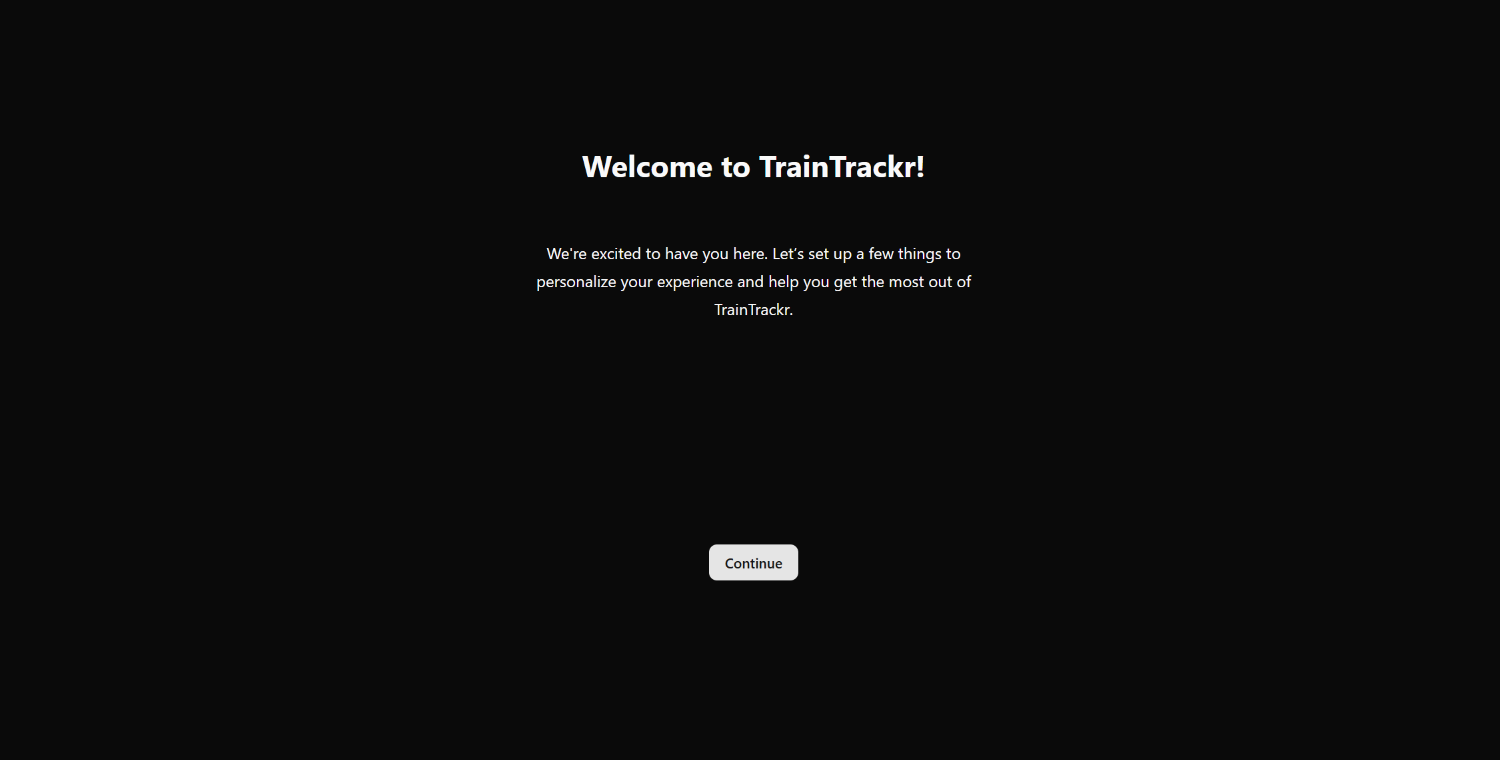 Welcome to TrainTrackr!
We're excited to have you here. Let’s set up a few things to
personalize your experience and help you get the most out of
TrainTrackr.
Continue